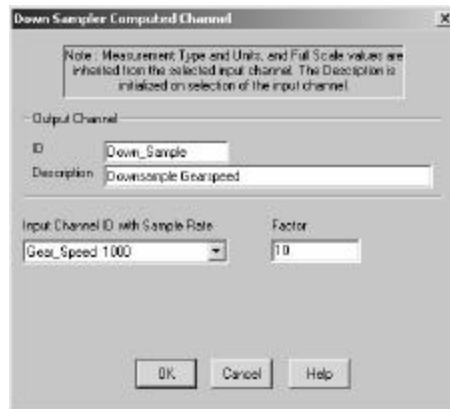 Down Sampler Computed Channel
Note : Measurement Type and Units, and Full Scale values are
inherited from the selected input channel. The Description is
initialized on selection of the input channel.
Output Channel
ID Down_Sample
Description Downsample Gearspeed
Input Channel ID with Sample Rate Factor
Gear_Speed 1000 10
OK Cancel Help